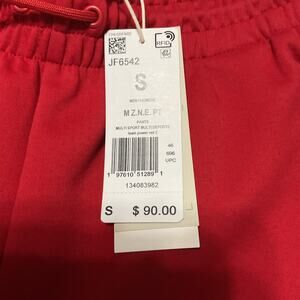 RFID
JF6542
S
M Z.N.E. PT
PANTS
MULTI SPORT MULTI DEPORTE
team power red 2
46
696
UPC
1 97610 51289 1
134083982
S $ 90.00